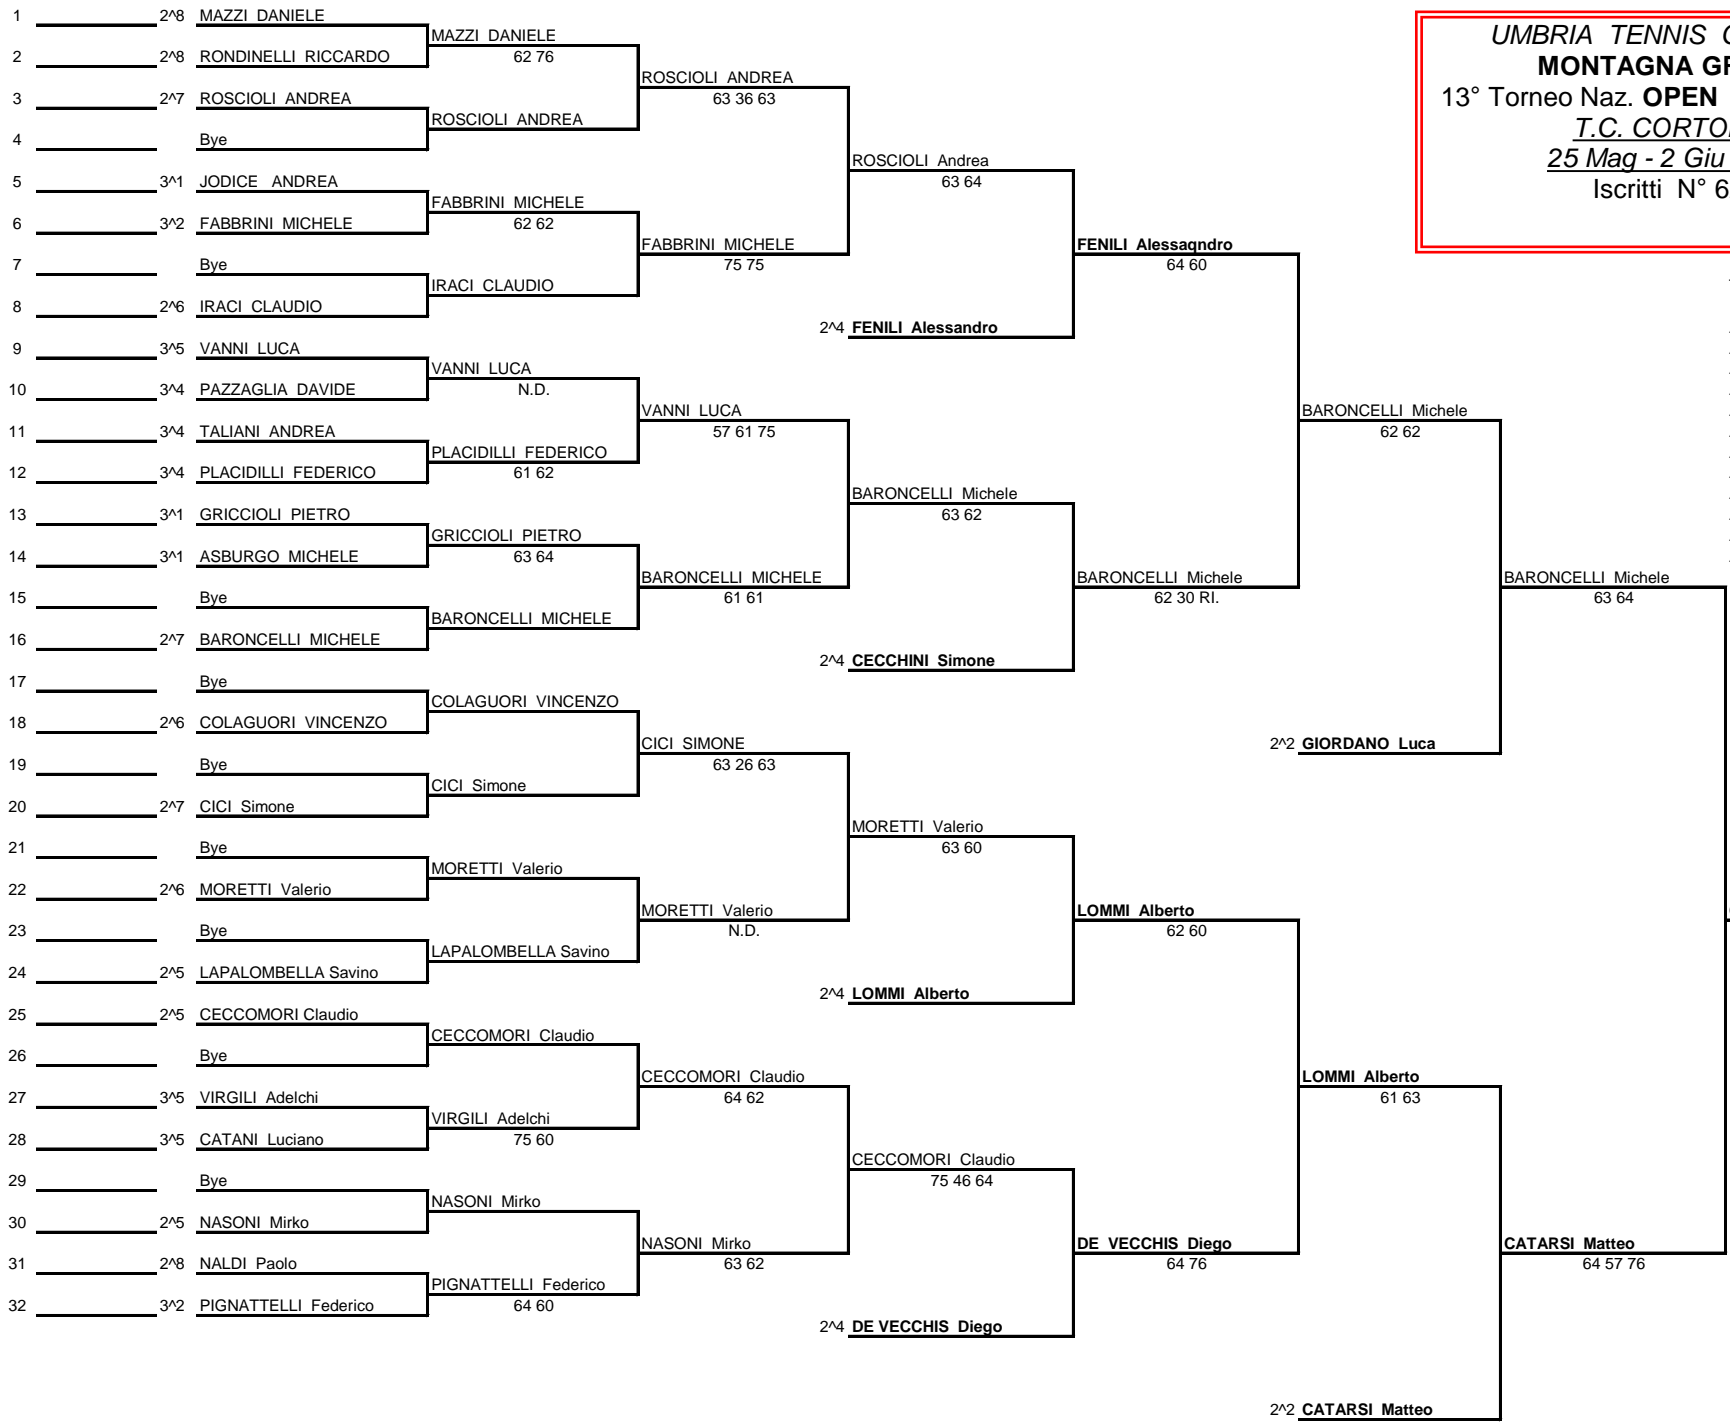 1 2^8 MAZZI DANIELE
MAZZI DANIELE
2 2^8 RONDINELLI RICCARDO 62 76
ROSCIOLI ANDREA
3 2^7 ROSCIOLI ANDREA 63 36 63
ROSCIOLI ANDREA
4 Bye
ROSCIOLI Andrea
5 3^1 JODICE ANDREA 63 64
FABBRINI MICHELE
6 3^2 FABBRINI MICHELE 62 62
FABBRINI MICHELE FENILI Alessaqndro
7 Bye 75 75 64 60
IRACI CLAUDIO
8 2^6 IRACI CLAUDIO
2^4 FENILI Alessandro
9 3^5 VANNI LUCA
VANNI LUCA
10 3^4 PAZZAGLIA DAVIDE N.D.
VANNI LUCA BARONCELLI Michele
11 3^4 TALIANI ANDREA 57 61 75 62 62
PLACIDILLI FEDERICO
12 3^4 PLACIDILLI FEDERICO 61 62
BARONCELLI Michele
13 3^1 GRICCIOLI PIETRO 63 62
GRICCIOLI PIETRO
14 3^1 ASBURGO MICHELE 63 64
BARONCELLI MICHELE BARONCELLI Michele BARONCELLI Michele
15 Bye 61 61 62 30 RI. 63 64
BARONCELLI MICHELE
16 2^7 BARONCELLI MICHELE
2^4 CECCHINI Simone
17 Bye
COLAGUORI VINCENZO
18 2^6 COLAGUORI VINCENZO
CICI SIMONE 2^2 GIORDANO Luca
19 Bye 63 26 63
CICI Simone
20 2^7 CICI Simone
MORETTI Valerio
21 Bye 63 60
MORETTI Valerio
22 2^6 MORETTI Valerio
MORETTI Valerio LOMMI Alberto
23 Bye N.D. 62 60
LAPALOMBELLA Savino
24 2^5 LAPALOMBELLA Savino
2^4 LOMMI Alberto
25 2^5 CECCOMORI Claudio
CECCOMORI Claudio
26 Bye
CECCOMORI Claudio LOMMI Alberto
27 3^5 VIRGILI Adelchi 64 62 61 63
VIRGILI Adelchi
28 3^5 CATANI Luciano 75 60
CECCOMORI Claudio
29 Bye 75 46 64
NASONI Mirko
30 2^5 NASONI Mirko
NASONI Mirko DE VECCHIS Diego CATARSI Matteo
31 2^8 NALDI Paolo 63 62 64 76 64 57 76
PIGNATTELLI Federico
32 3^2 PIGNATTELLI Federico 64 60
2^4 DE VECCHIS Diego
2^2 CATARSI Matteo
UMBRIA TENNIS
MONTAGNA
13° Torneo Naz. OPEN
T.C.
25 Mag - 2 Giu
Iscritti N° 6